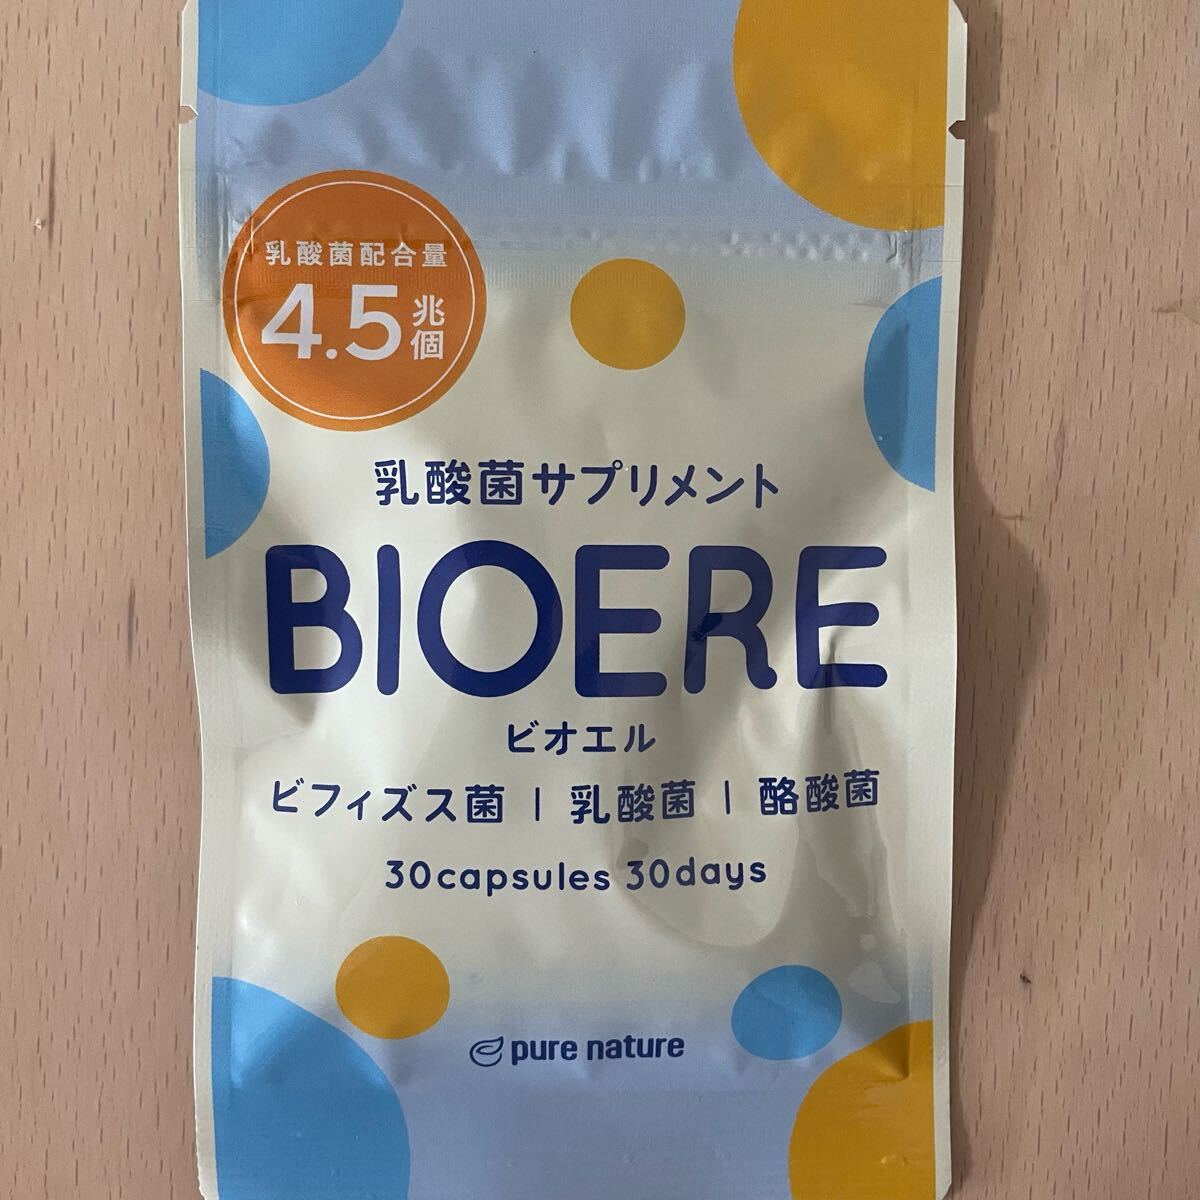 乳酸菌配合量
4.5兆個
乳酸菌サプリメント
BIOERE
ビオエル
ビフィズス菌 | 乳酸菌 | 酪酸菌
30capsules 30days
pure nature